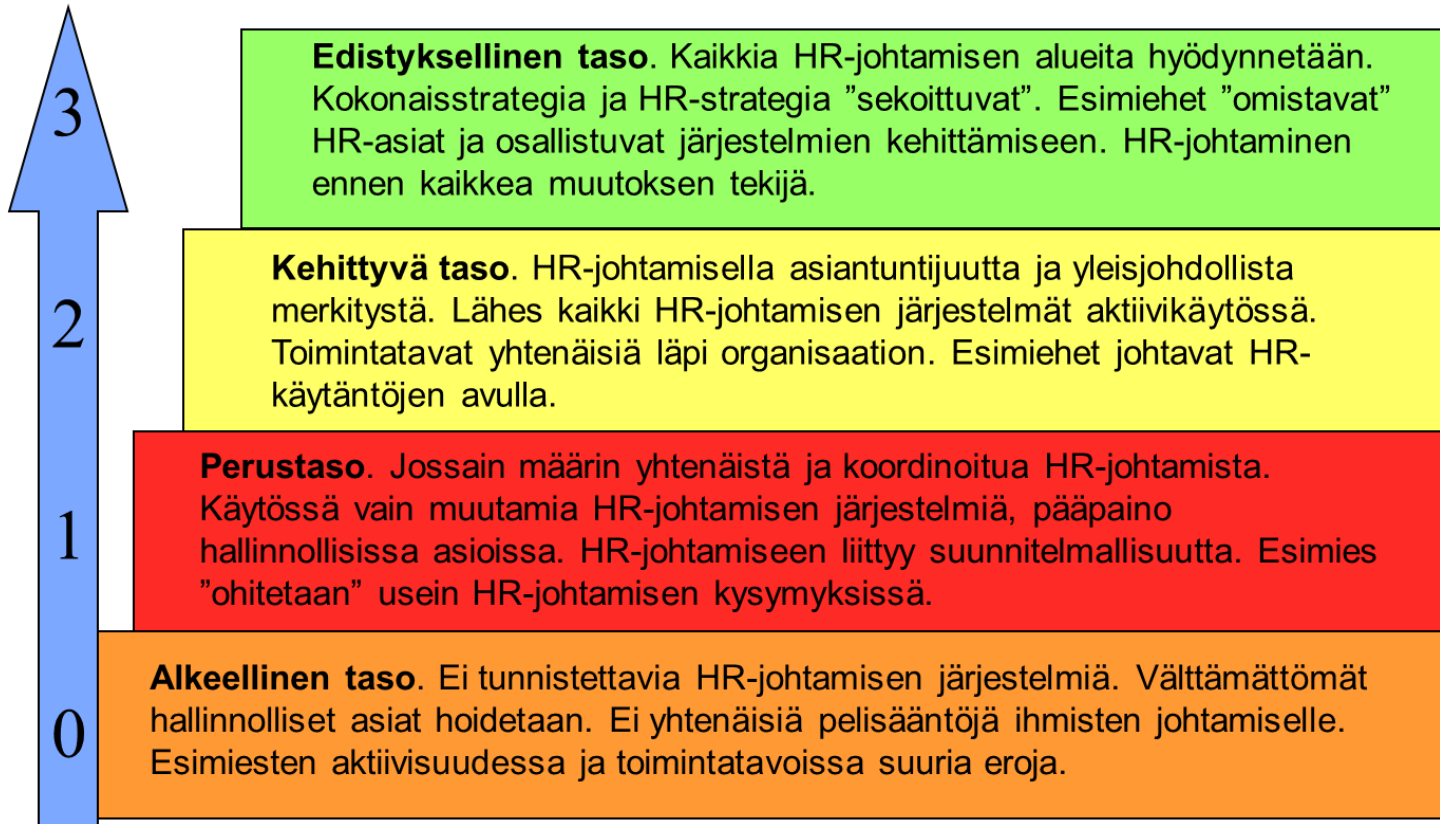 3
Edistyksellinen taso. Kaikkia HR-johtamisen alueita hyödynnetään.
Kokonaisstrategia ja HR-strategia ”sekoittuvat”. Esimiehet ”omistavat”
HR-asiat ja osallistuvat järjestelmien kehittämiseen. HR-johtaminen
ennen kaikkea muutoksen tekijä.
2
Kehittyvä taso. HR-johtamisella asiantuntijuutta ja yleisjohdollista
merkitystä. Lähes kaikki HR-johtamisen järjestelmät aktiivikäytössä.
Toimintatavat yhtenäisiä läpi organisaation. Esimiehet johtavat HR-
käytäntöjen avulla.
1
Perustaso. Jossain määrin yhtenäistä ja koordinoitua HR-johtamista.
Käytössä vain muutamia HR-johtamisen järjestelmiä, pääpaino
hallinnollisissa asioissa. HR-johtamiseen liittyy suunnitelmallisuutta. Esimies
”ohitetaan” usein HR-johtamisen kysymyksissä.
0
Alkeellinen taso. Ei tunnistettavia HR-johtamisen järjestelmiä. Välttämättömät
hallinnolliset asiat hoidetaan. Ei yhtenäisiä pelisääntöjä ihmisten johtamiselle.
Esimiesten aktiivisuudessa ja toimintatavoissa suuria eroja.